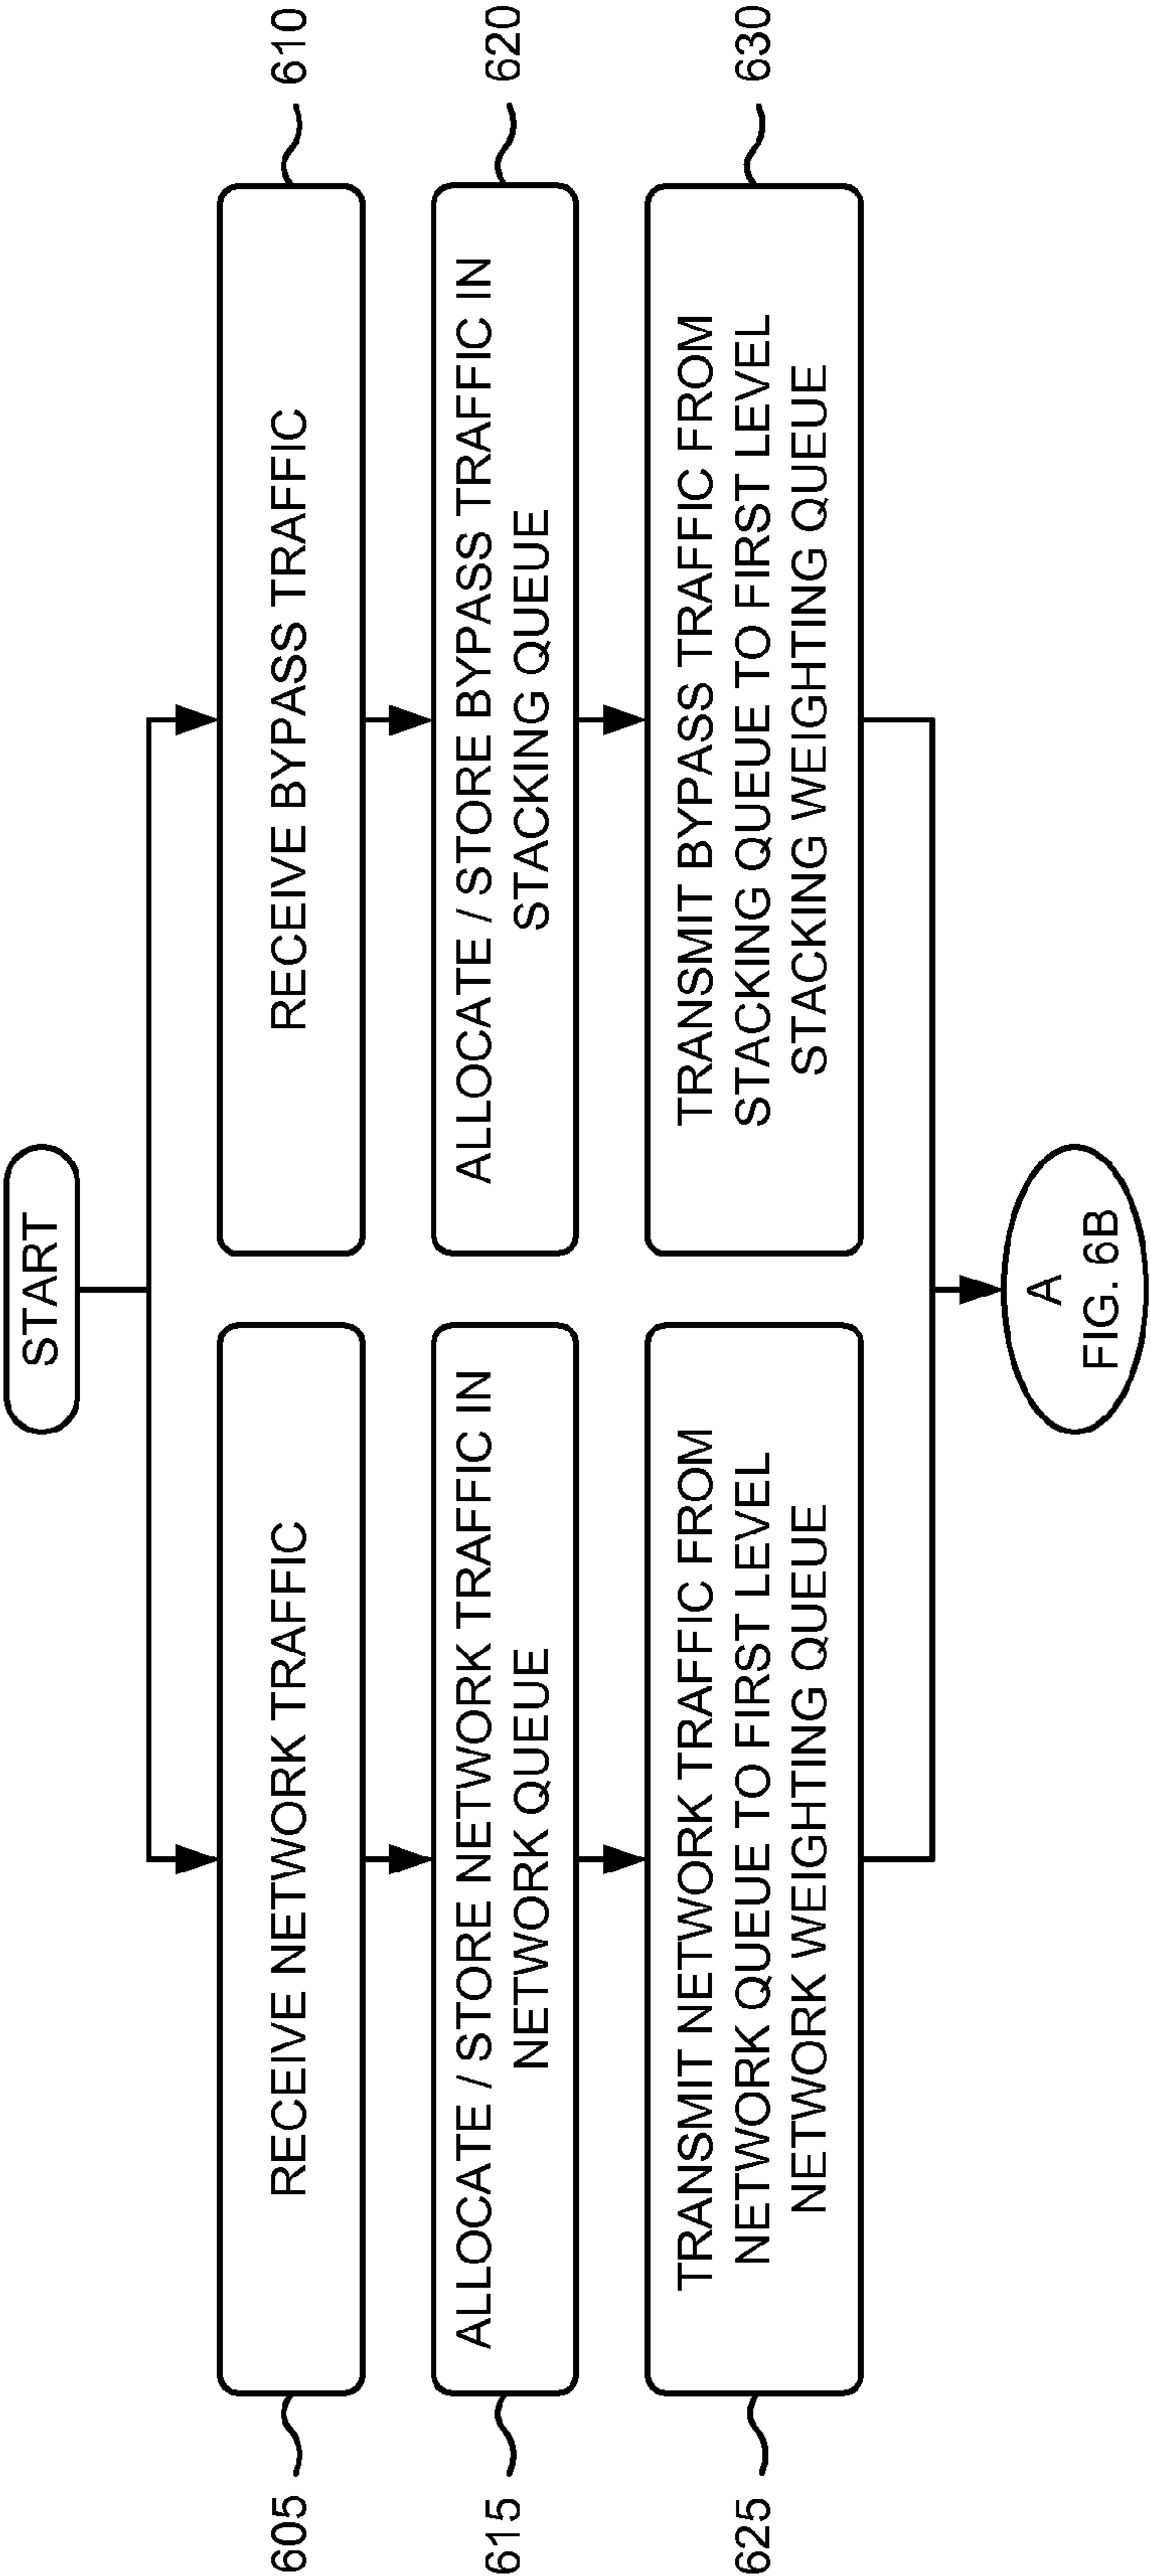 START
605
RECEIVE NETWORK TRAFFIC
RECEIVE BYPASS TRAFFIC
610
615
ALLOCATE / STORE NETWORK TRAFFIC IN
NETWORK QUEUE
ALLOCATE / STORE BYPASS TRAFFIC IN
STACKING QUEUE
620
625
TRANSMIT NETWORK TRAFFIC FROM
NETWORK QUEUE TO FIRST LEVEL
NETWORK WEIGHTING QUEUE
TRANSMIT BYPASS TRAFFIC FROM
STACKING QUEUE TO FIRST LEVEL
STACKING WEIGHTING QUEUE
630
A
FIG. 6B